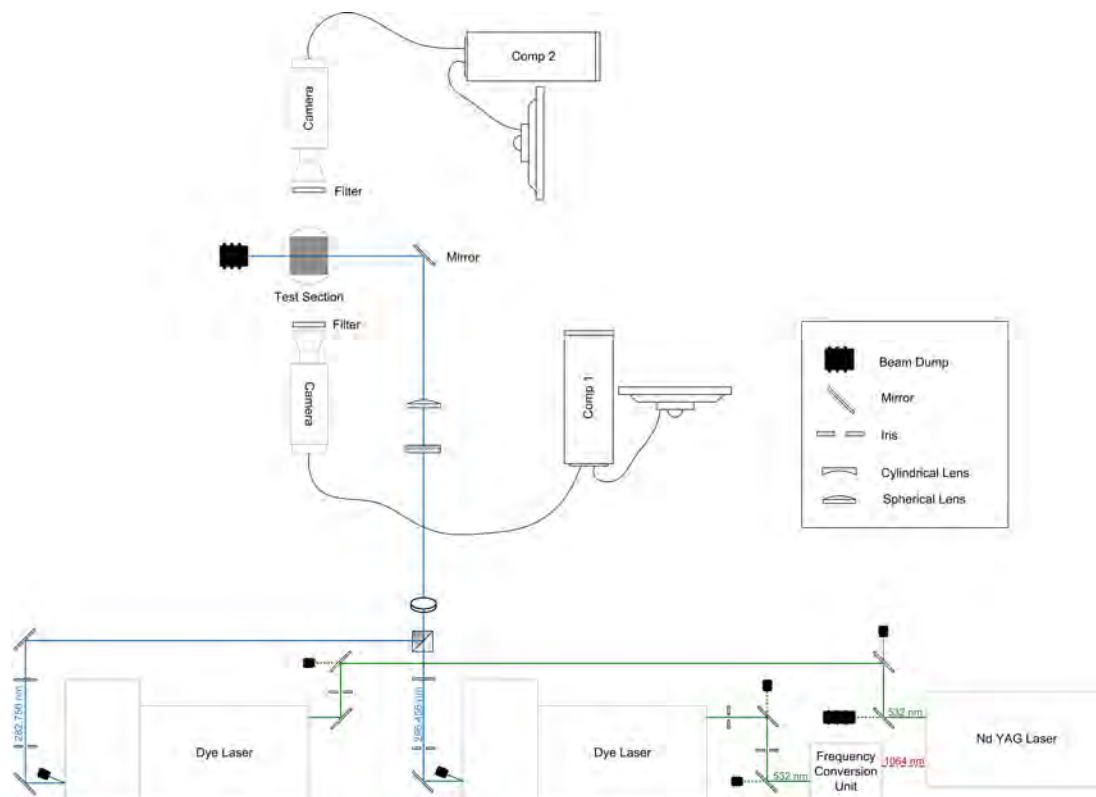 Comp 2
Camera
Filter
Mirror
Test Section
Filter
Camera
Comp 1
Beam Dump
Mirror
Iris
Cylindrical Lens
Spherical Lens
282.756 nm
Dye Laser
Dye Laser
532 nm
Frequency
Conversion
Unit
1064 nm
532 nm
Nd YAG Laser